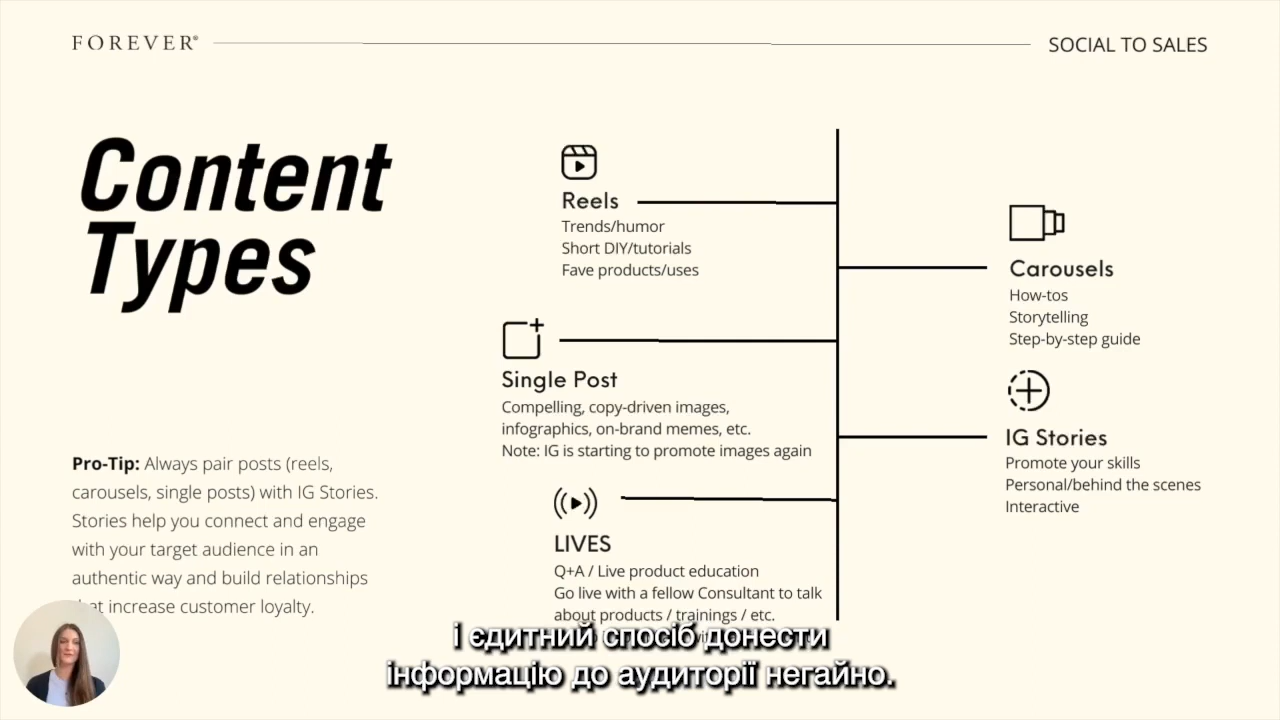 FOREVER®
SOCIAL TO SALES
Content
Types
Pro-Tip: Always pair posts (reels,
carousels, single posts) with IG Stories.
Stories help you connect and engage
with your target audience in an
authentic way and build relationships
that increase customer loyalty.
Reels
Trends/humor
Short DIY/tutorials
Fave products/uses
Single Post
Compelling, copy-driven images,
infographics, on-brand memes, etc.
Note: IG is starting to promote images again
LIVES
Q+A / Live product education
Go live with a fellow Consultant to talk
about products / trainings / etc.
Carousels
How-tos
Storytelling
Step-by-step guide
IG Stories
Promote your skills
Personal/behind the scenes
Interactive
і єдитний спосіб донести
інформацію до аудиторії негайно.